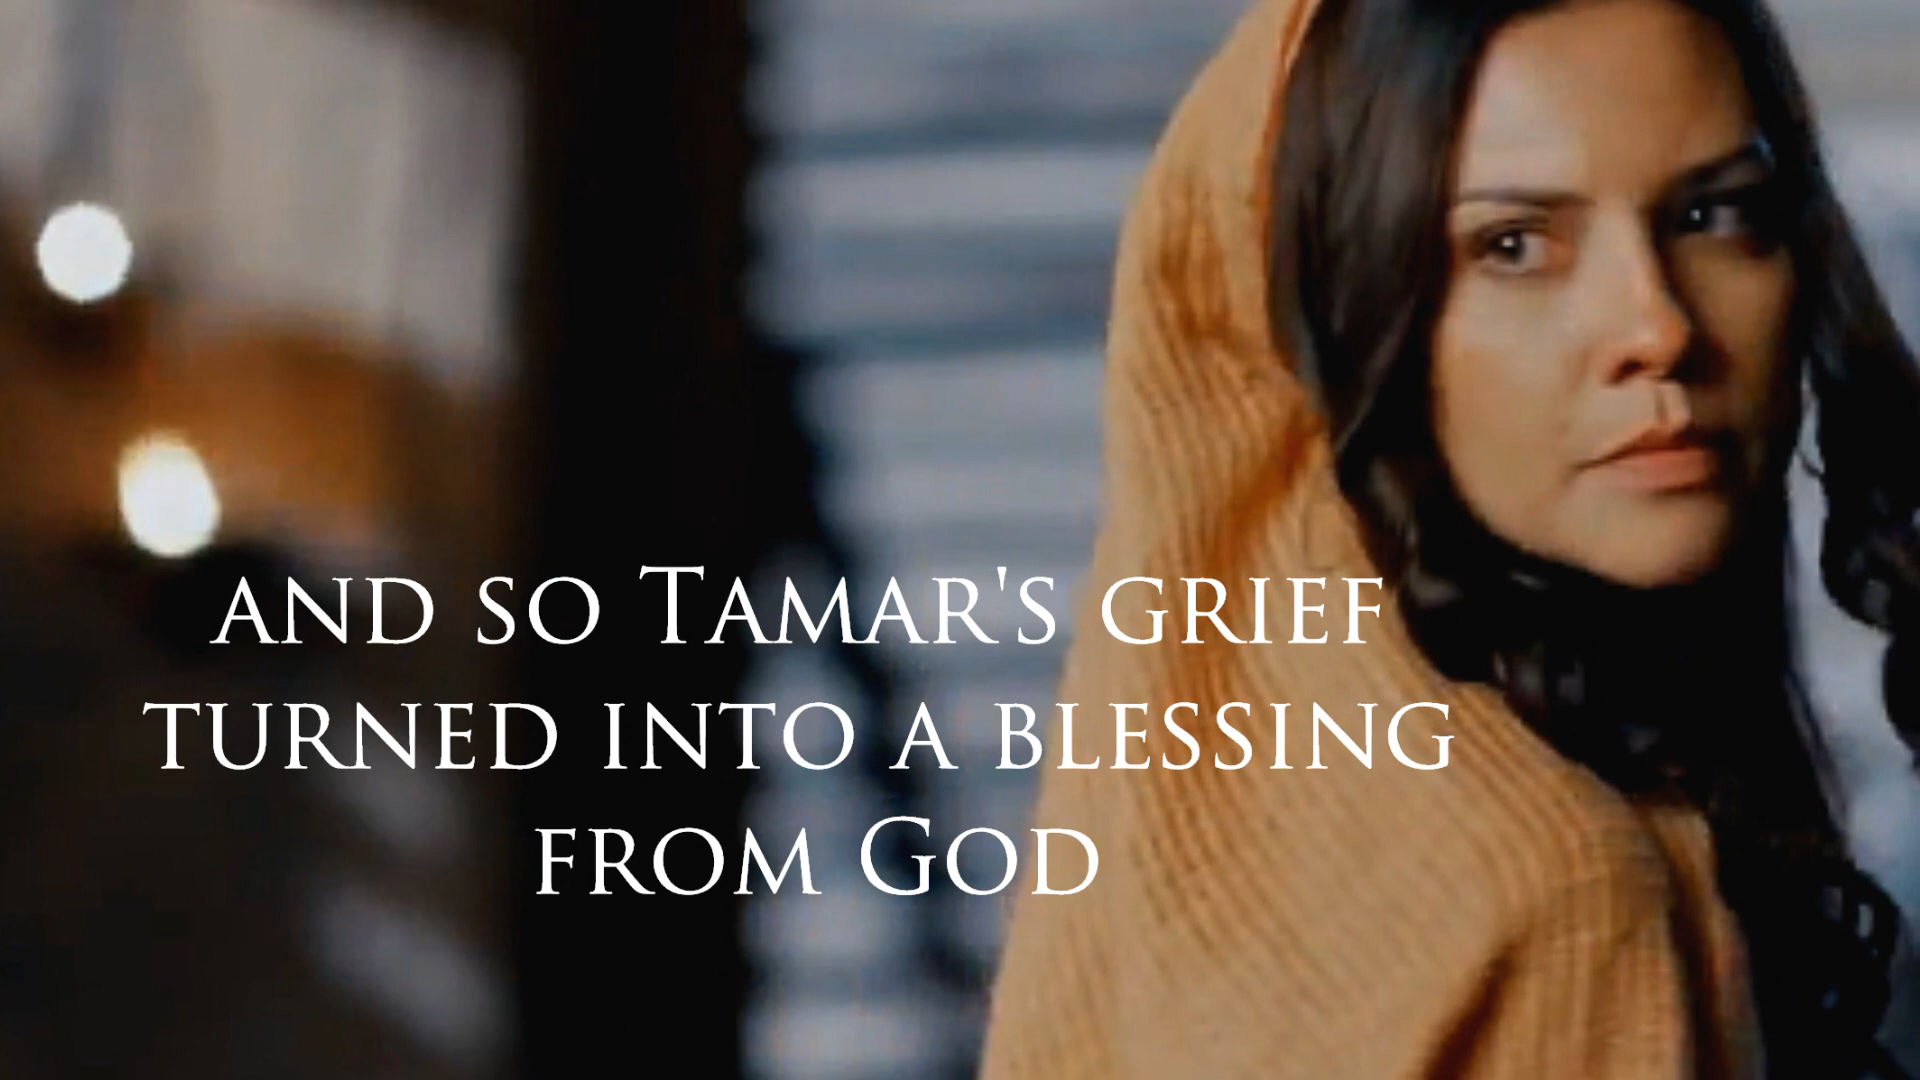 AND SO TAMAR'S GRIEF
TURNED INTO A BLESSING
FROM GOD